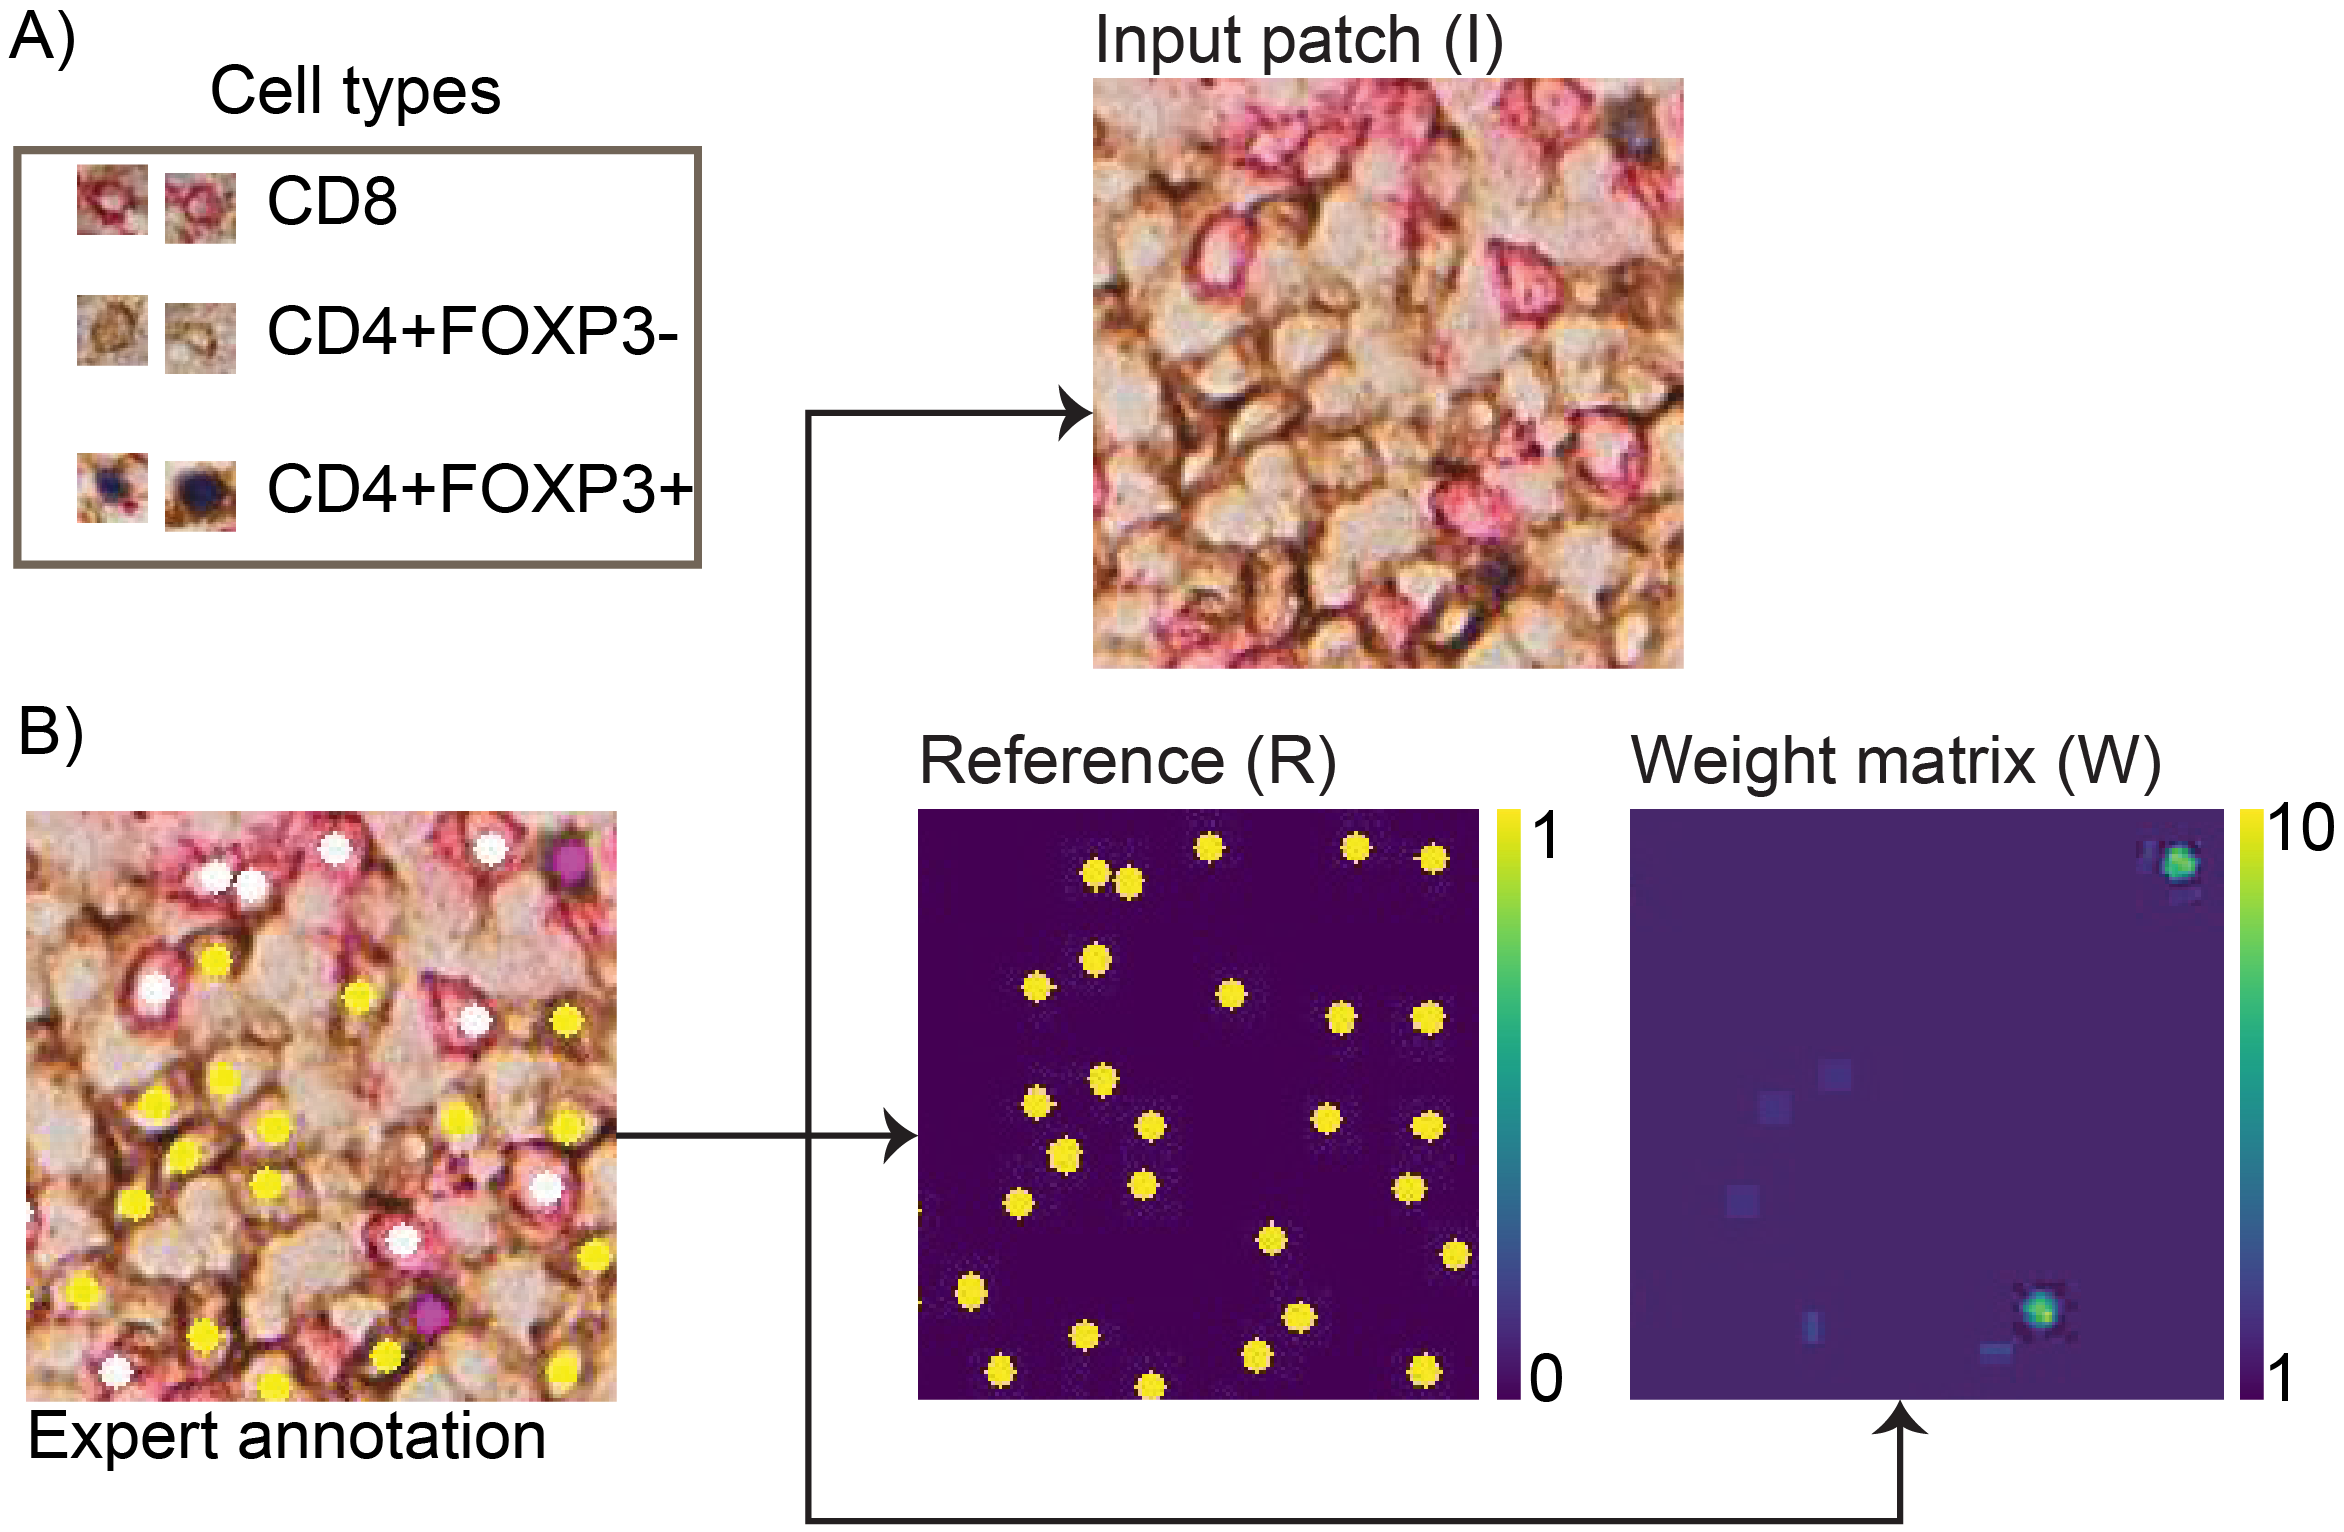 A)
Cell types
CD8
CD4+FOXP3-
CD4+FOXP3+
Input patch (I)
B)
Expert annotation
Reference (R)
1
0
Weight matrix (W)
10
1